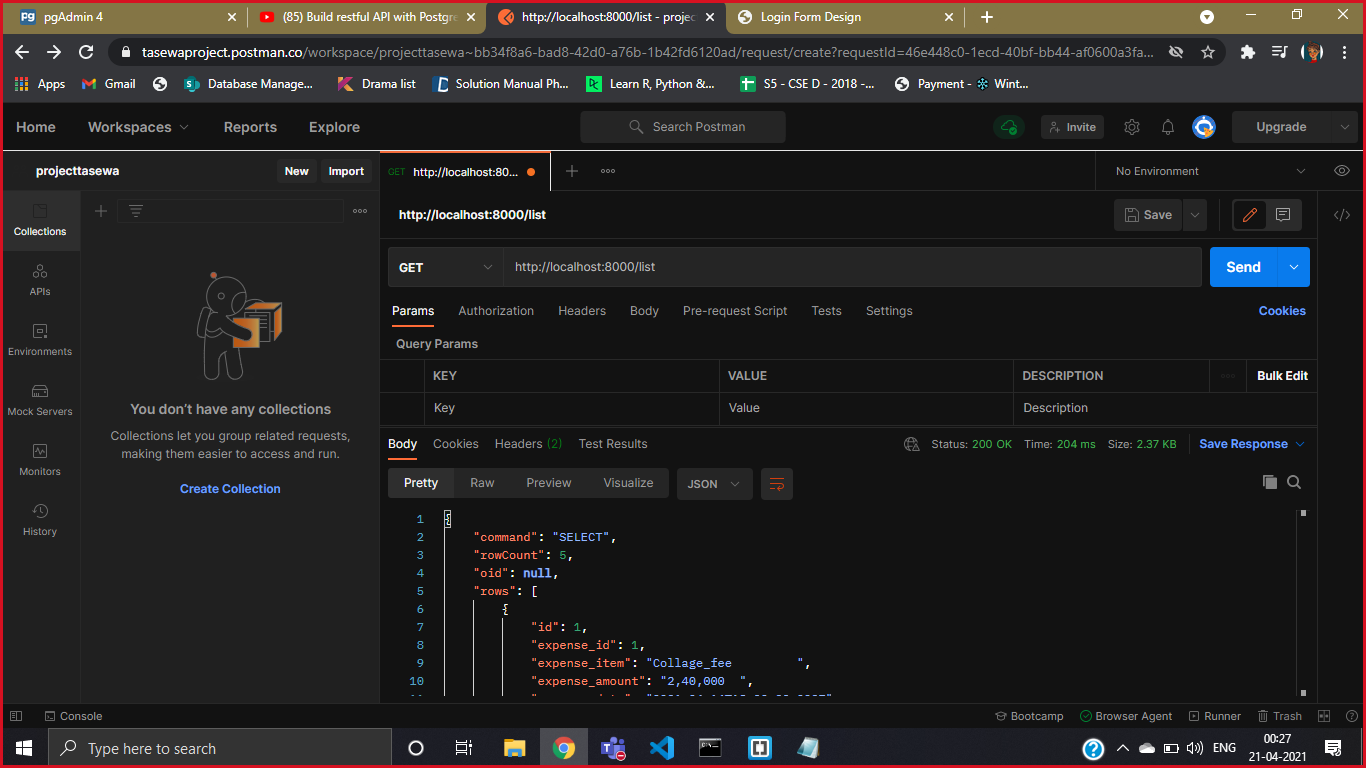 pgAdmin 4
(85) Build restful API with Postgre
http://localhost:8000/list - projec
Login Form Design
tasewaproject.postman.co/workspace/projecttasewa~bb34f8a6-bad8-42d0-a76b-1b42fd6120ad/request/create?requestId=46e448c0-1ecd-40bf-bb44-af0600a3fa...
Apps Gmail Database Manage... Drama list Solution Manual Ph... Learn R, Python &... S5 - CSE D - 2018 -... Payment - Wint...
Home Workspaces Reports Explore Search Postman Invite Upgrade
projecttasewa New Import GET http://localhost:80... No Environment
http://localhost:8000/list Save
Collections
APIs
Environments
Mock Servers
Monitors
History
You don't have any collections
Collections let you group related requests,
making them easier to access and run.
Create Collection
GET http://localhost:8000/list Send
Params Authorization Headers Body Pre-request Script Tests Settings Cookies
Query Params
KEY VALUE DESCRIPTION Bulk Edit
Key Value Description
Body Cookies Headers (2) Test Results Status: 200 OK Time: 204 ms Size: 2.37 KB Save Response
Pretty Raw Preview Visualize JSON
1 {
2 "command": "SELECT",
3 "rowCount": 5,
4 "oid": null,
5 "rows": [
6 {
7 "id": 1,
8 "expense_id": 1,
9 "expense_item": "Collage_fee ",
10 "expense_amount": "2,40,000 ",
Console Bootcamp Browser Agent Runner Trash
Type here to search
ENG
00:27
21-04-2021